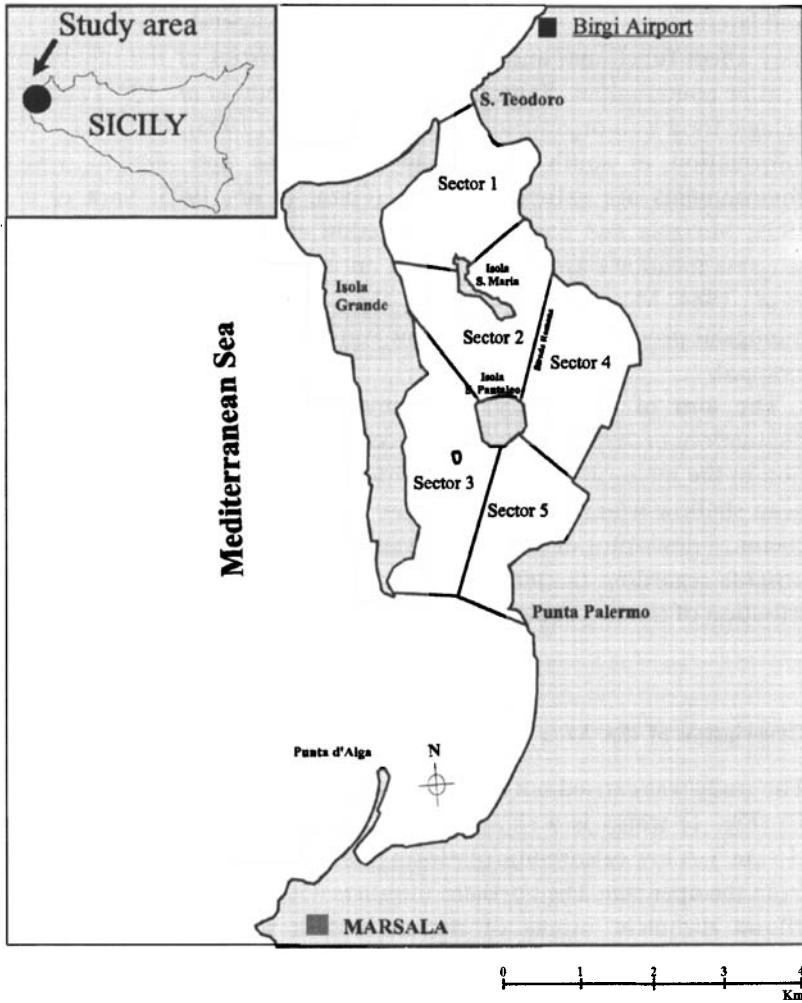 Study area
SICILY
Birgi Airport
S. Teodoro
Sector 1
Isola
S. Maria
Isola
Grande
Sector 2
Sector 4
Isola
S. Pantaleo
Mediterranean Sea
Sector 3
Sector 5
Punta Palermo
Punta d'Alga
N
MARSALA
0 1 2 3 4
Km